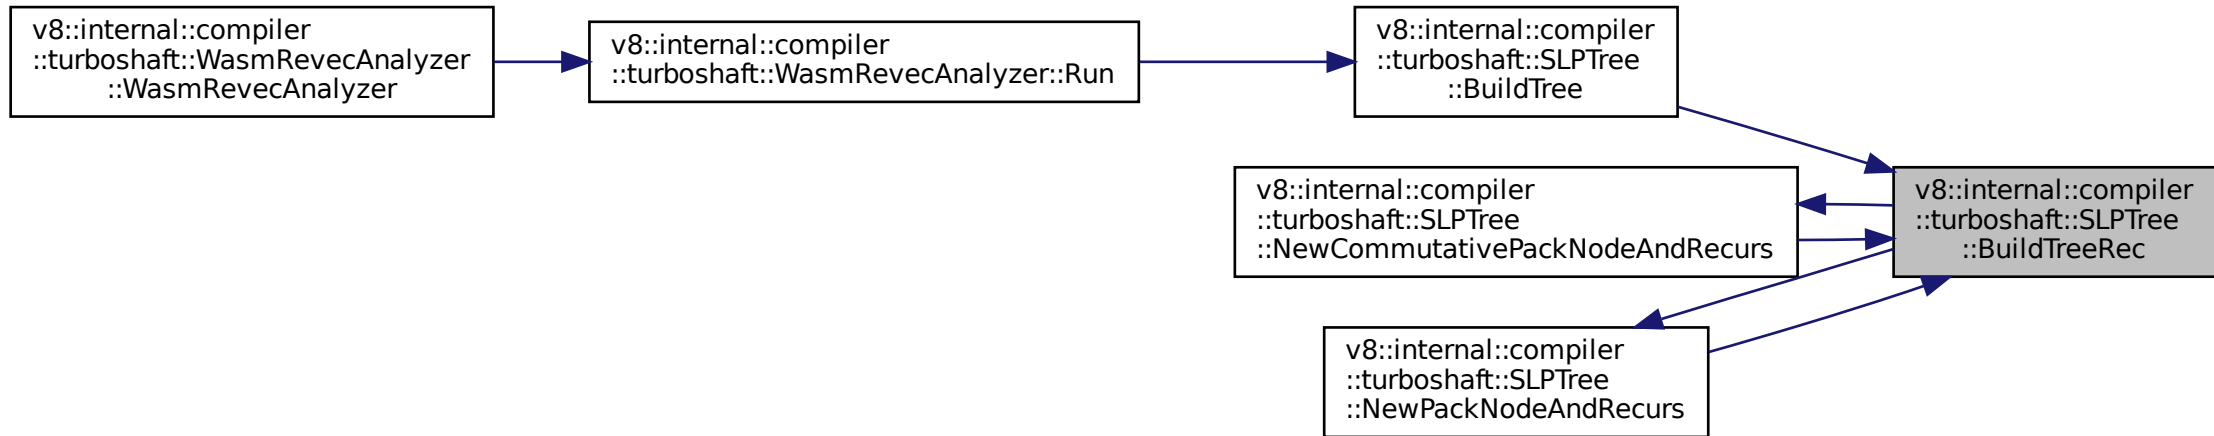 v8::internal::compiler
::turboshaft::WasmRevecAnalyzer
::WasmRevecAnalyzer
v8::internal::compiler
::turboshaft::WasmRevecAnalyzer::Run
v8::internal::compiler
::turboshaft::SLPTree
::BuildTree
v8::internal::compiler
::turboshaft::SLPTree
::NewCommutativePackNodeAndRecurs
v8::internal::compiler
::turboshaft::SLPTree
::BuildTreeRec
v8::internal::compiler
::turboshaft::SLPTree
::NewPackNodeAndRecurs